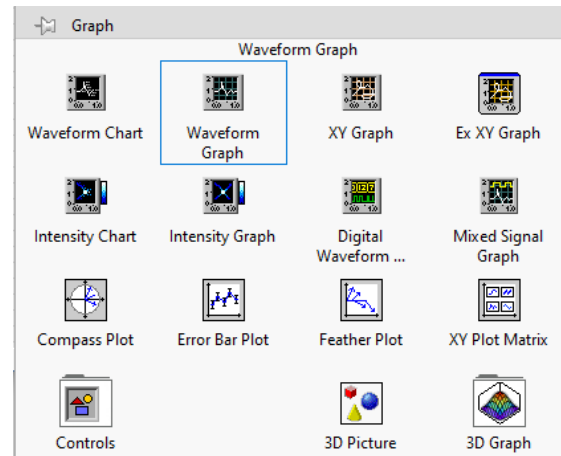 Graph
Waveform Graph
Waveform Chart
Waveform
Graph
XY Graph
Ex XY Graph
Intensity Chart
Intensity Graph
Digital
Waveform ...
Mixed Signal
Graph
Compass Plot
Error Bar Plot
Feather Plot
XY Plot Matrix
Controls
3D Picture
3D Graph